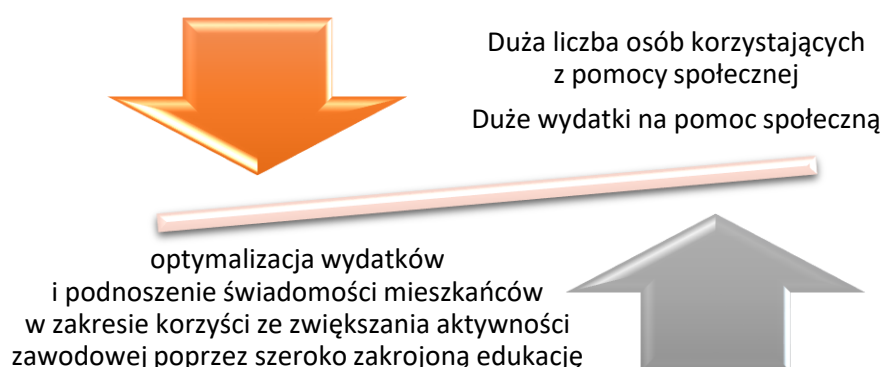 Duża liczba osób korzystających
z pomocy społecznej
Duże wydatki na pomoc społeczną
optymalizacja wydatków
i podnoszenie świadomości mieszkańców
w zakresie korzyści ze zwiększania aktywności
zawodowej poprzez szeroko zakrojoną edukację